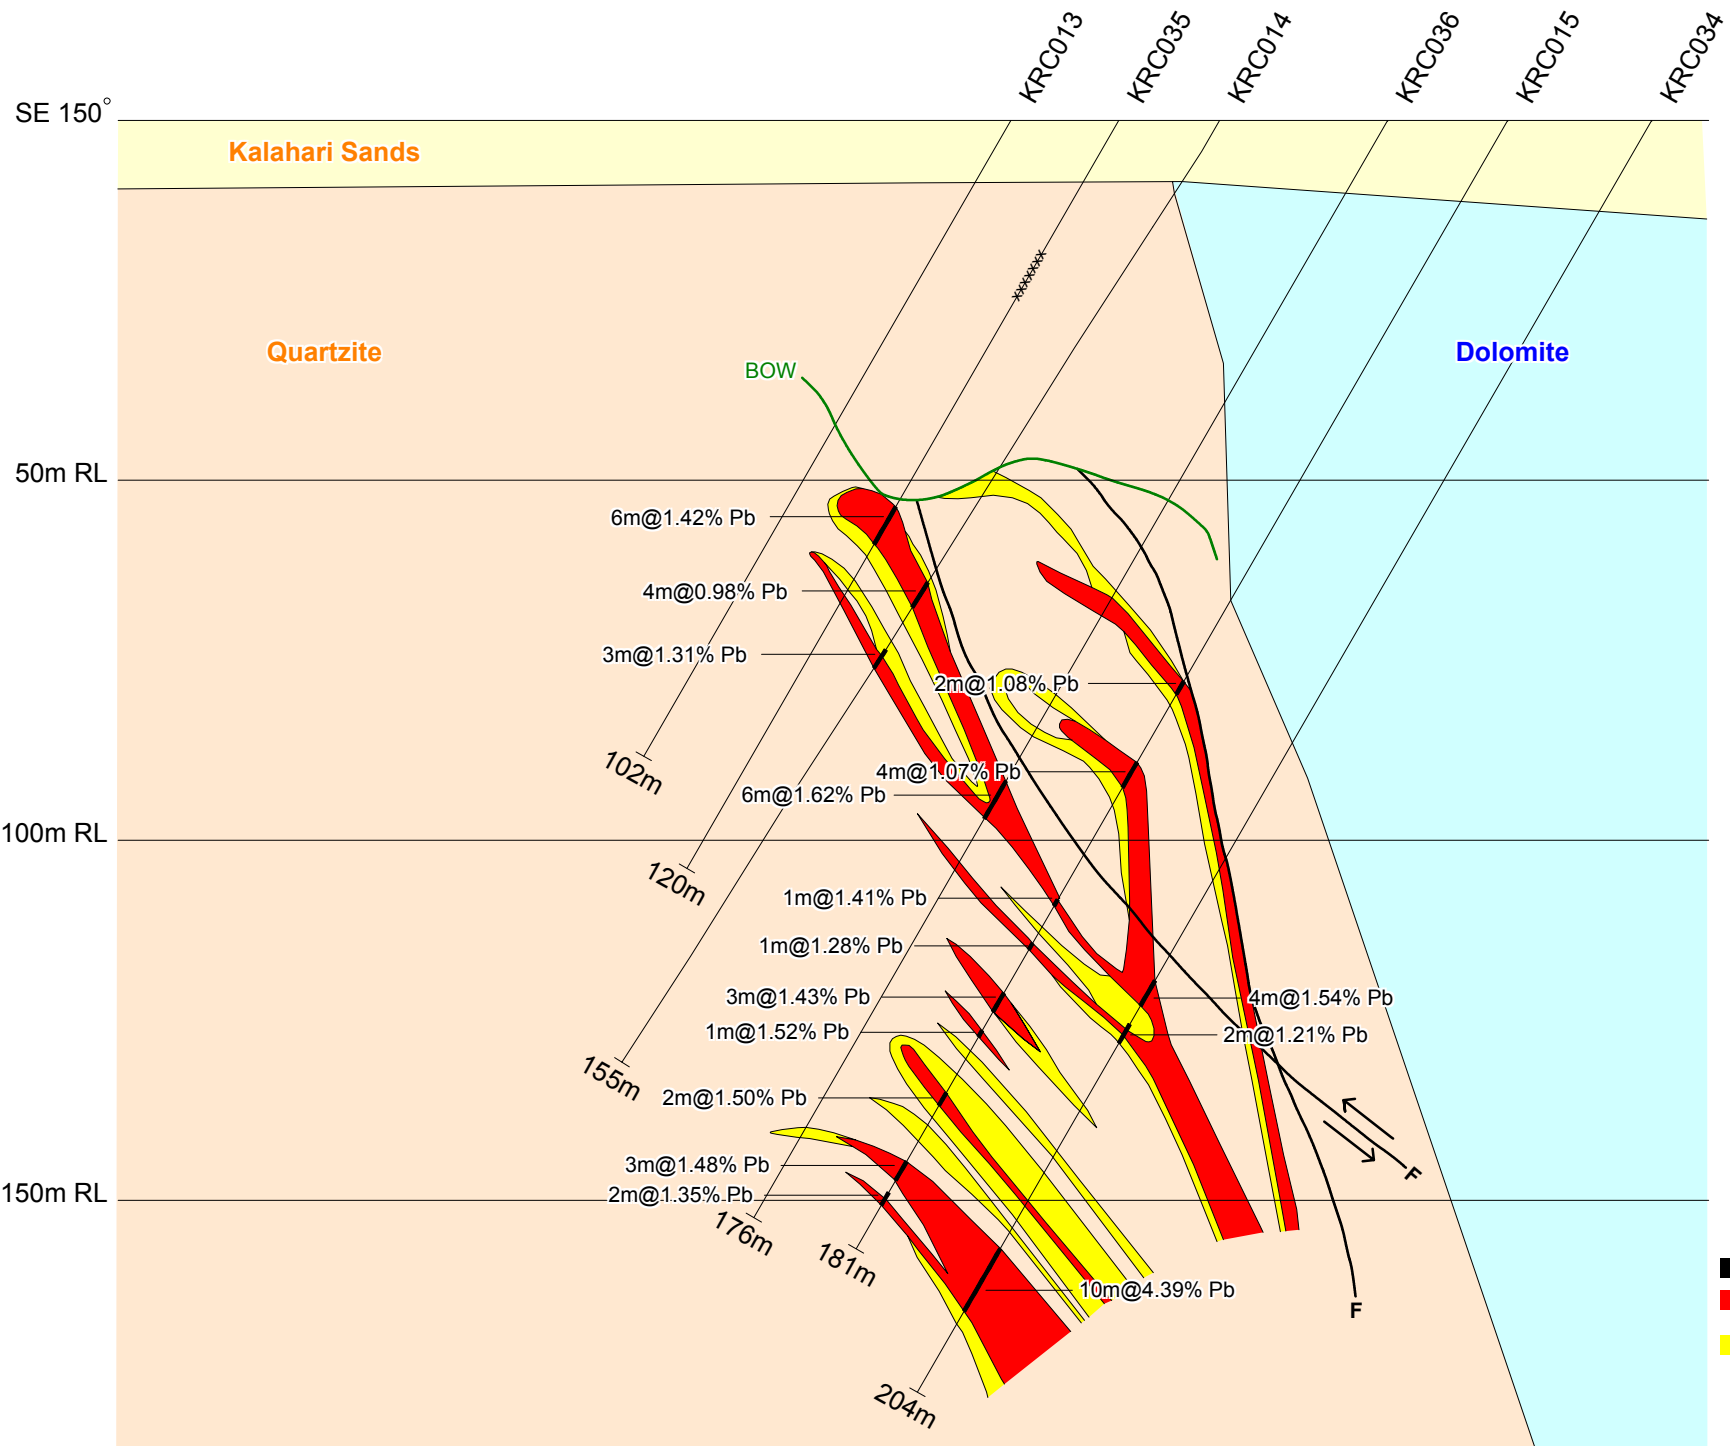 KRC013
KRC035
KRC014
KRC036
KRC015
KRC034
SE 150°
Kalahari Sands
Quartzite
Dolomite
xxxxxxx
BOW
50m RL
6m@1.42% Pb
4m@0.98% Pb
3m@1.31% Pb
2m@1.08% Pb
102m
4m@1.07% Pb
6m@1.62% Pb
100m RL
120m
1m@1.41% Pb
1m@1.28% Pb
3m@1.43% Pb
4m@1.54% Pb
1m@1.52% Pb
2m@1.21% Pb
155m
2m@1.50% Pb
3m@1.48% Pb
F
2m@1.35% Pb
150m RL
176m
181m
10m@4.39% Pb
F
204m